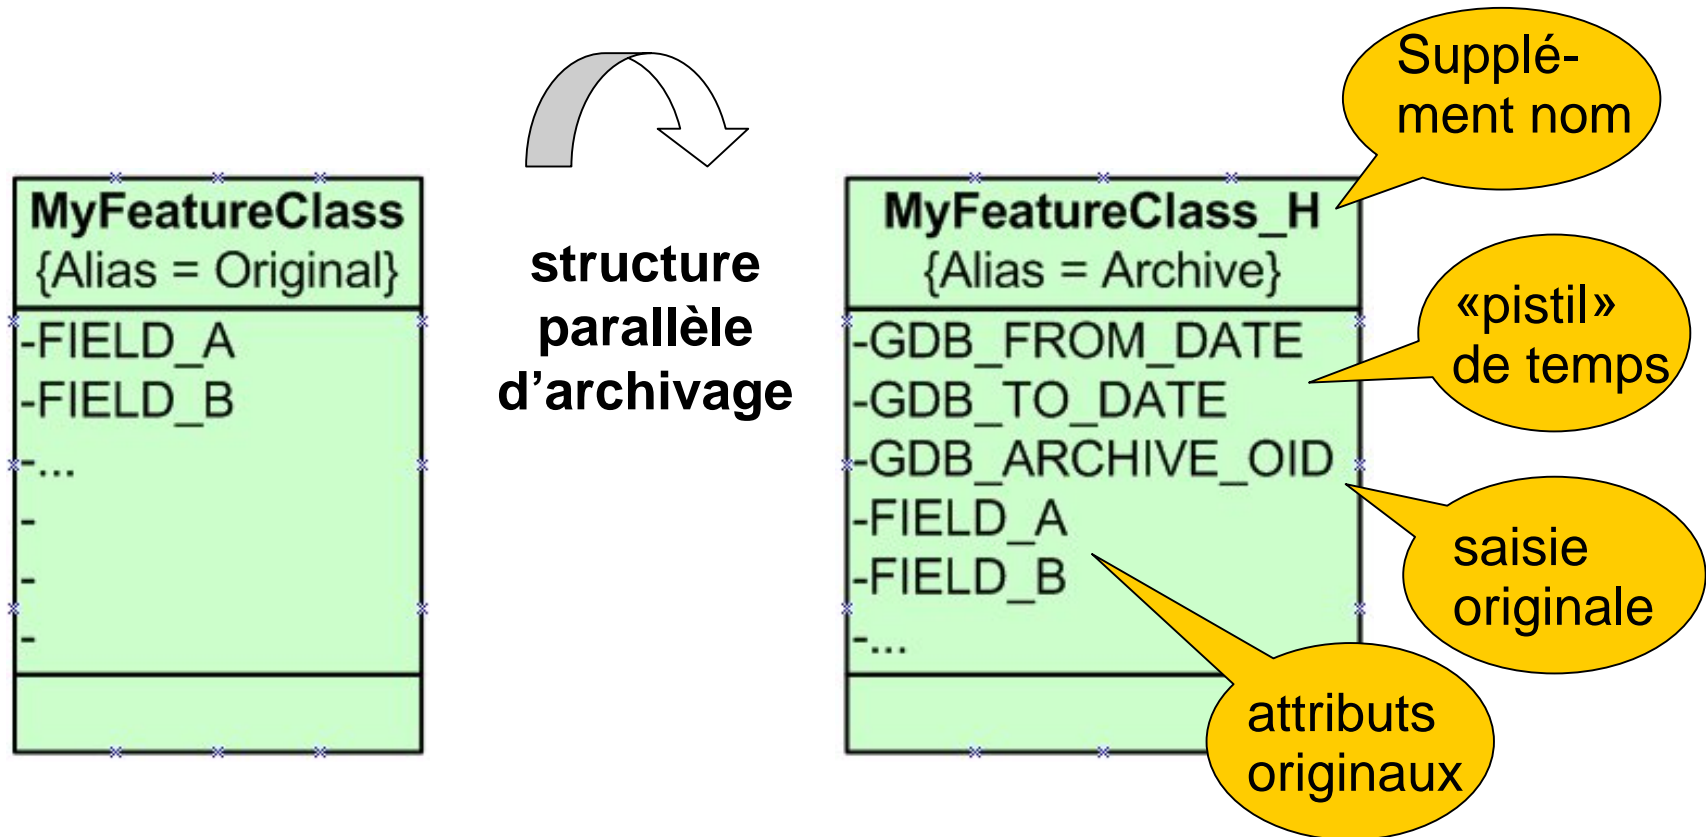 MyFeatureClass
{Alias = Original}
-FIELD_A
-FIELD_B
-...
-
-
-
structure
parallèle
d’archivage
MyFeatureClass_H
{Alias = Archive}
-GDB_FROM_DATE
-GDB_TO_DATE
-GDB_ARCHIVE_OID
-FIELD_A
-FIELD_B
-...
Supplé-
ment nom
«pistil»
de temps
saisie
originale
attributs
originaux